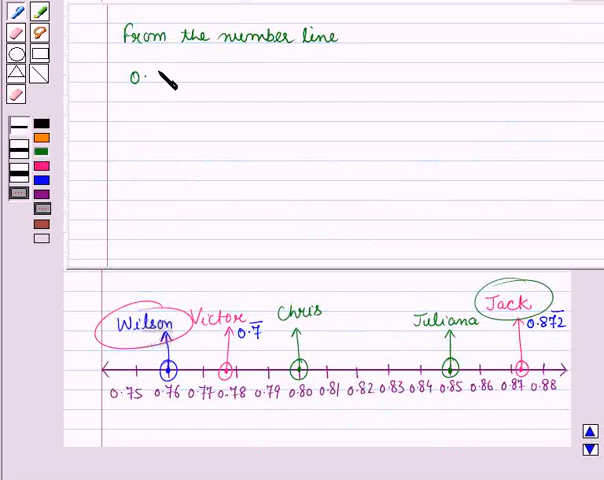 From the number line
0.
Wilson Victor Chris Juliana Jack
0.7̅ 0.87̅2̅
0.75 0.76 0.77 0.78 0.79 0.80 0.81 0.82 0.83 0.84 0.85 0.86 0.87 0.88